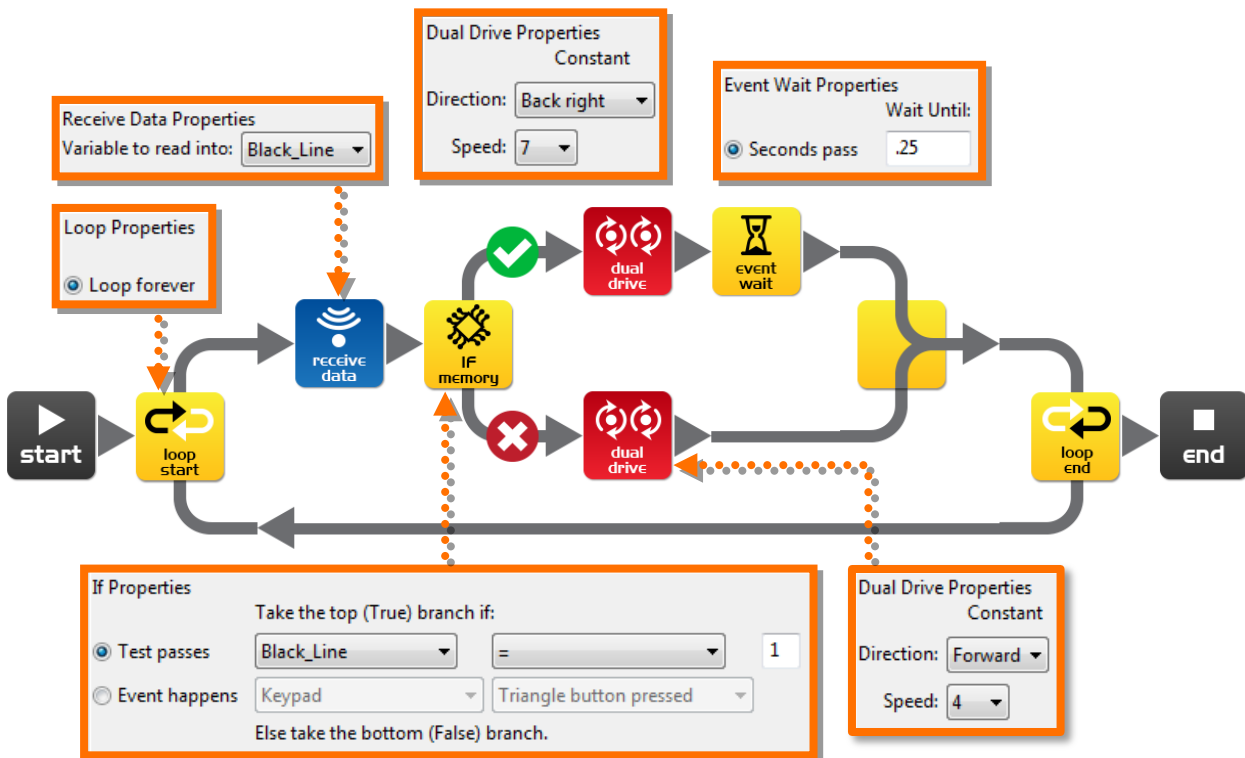 Dual Drive Properties
Constant
Direction: Back right
Speed: 7
Event Wait Properties
Wait Until:
Seconds pass .25
Receive Data Properties
Variable to read into: Black_Line
Loop Properties
Loop forever
start
loop
start
receive
data
IF
memory
dual
drive
event
wait
dual
drive
loop
end
end
If Properties
Take the top (True) branch if:
Test passes Black_Line = 1
Event happens Keypad Triangle button pressed
Else take the bottom (False) branch.
Dual Drive Properties
Constant
Direction: Forward
Speed: 4